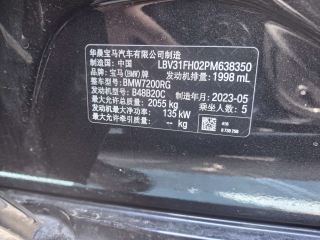 华晨宝马汽车有限公司制造
制造国：中国 LBV31FH02PM638350
品牌：宝马(BMW)牌 发动机排量：1998 mL
整车型号：BMW7200RG
发动机型号：B48B20C 制造年月：2023-05
最大允许总质量：2055 kg 乘坐人数：5
发动机最大净功率：135 kW
最大允许牵引质量： - kg